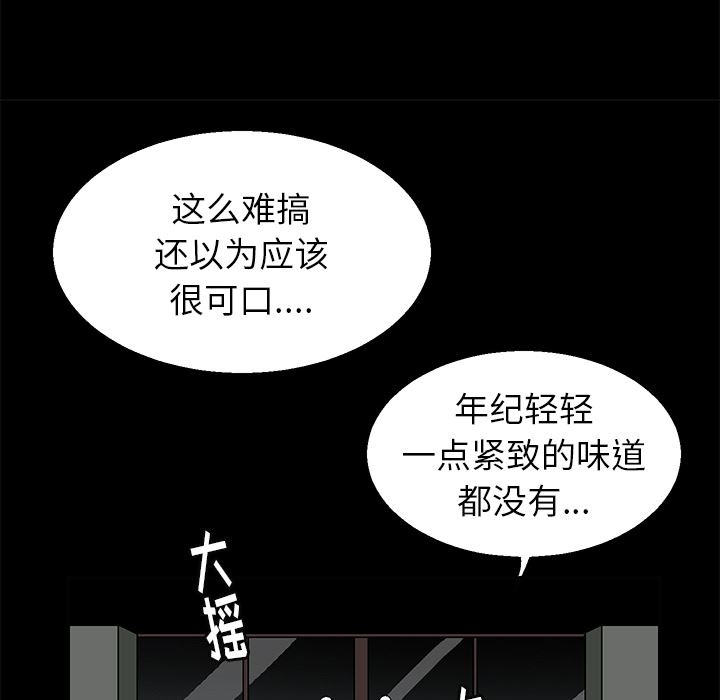 这么难搞
还以为应该
很可口....
年纪轻轻
一点紧致的味道
都没有...
大
摇